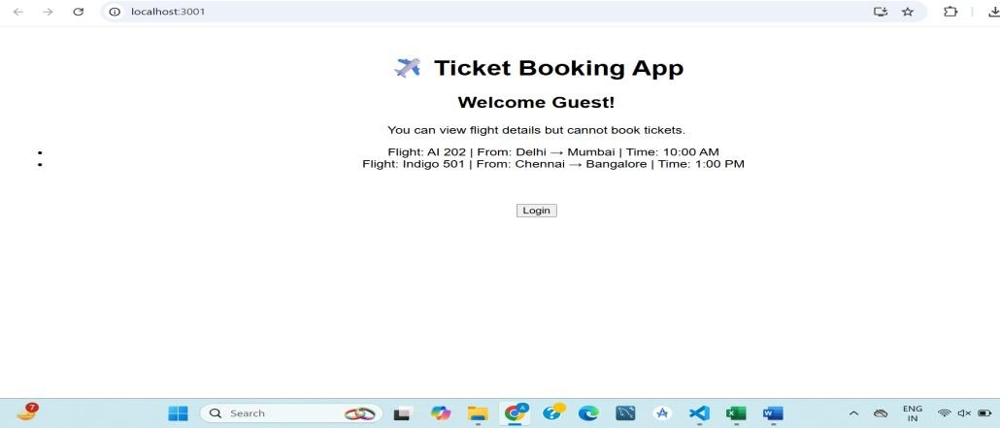 localhost:3001
Ticket Booking App
Welcome Guest!
You can view flight details but cannot book tickets.
Flight: AI 202 | From: Delhi → Mumbai | Time: 10:00 AM
Flight: Indigo 501 | From: Chennai → Bangalore | Time: 1:00 PM
Login
7
Search
A
ENG
IN